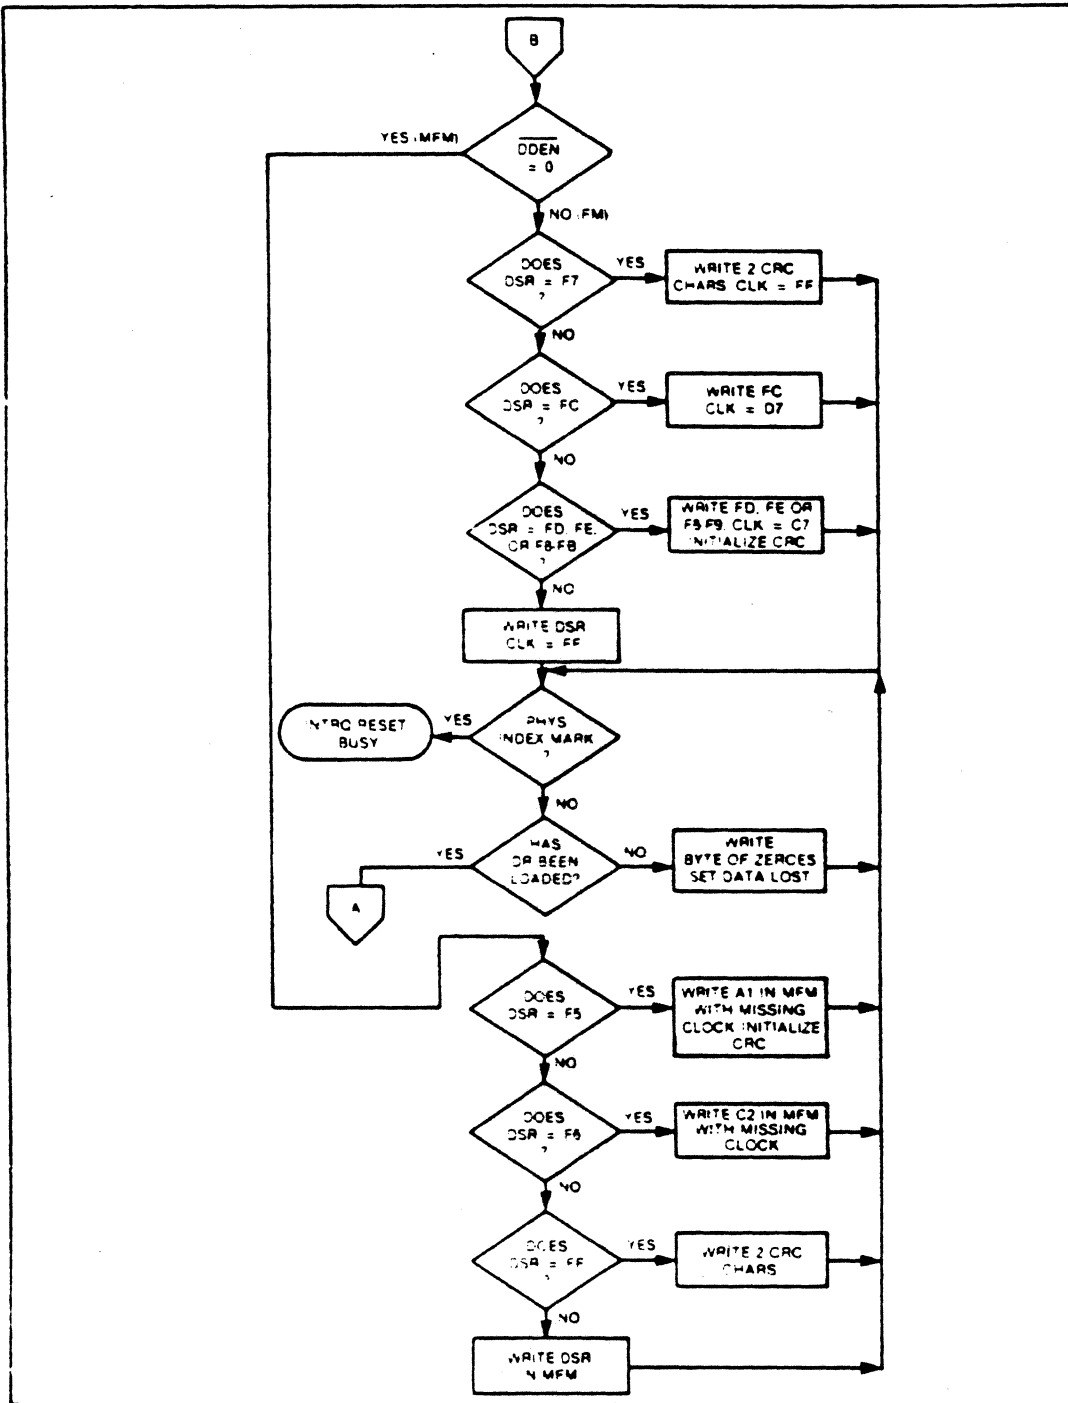 B
YES (MFM)
DDEN
= 0
NO (FM)
DOES
DSR = F7
?
YES
WRITE 2 CRC
CHARS CLK = FF
NO
DOES
DSR = FC
?
YES
WRITE FC
CLK = D7
NO
DOES
DSR = FD, FE,
OR F8-FB
?
YES
WRITE FD, FE OR
F8-F9, CLK = C7
INITIALIZE CRC
NO
WRITE DSR
CLK = FF
INTRQ RESET
BUSY
YES
PHYS
INDEX MARK
?
NO
YES
HAS
DR BEEN
LOADED?
NO
WRITE
BYTE OF ZEROES
SET DATA LOST
A
DOES
DSR = F5
YES
WRITE A1 IN MFM
WITH MISSING
CLOCK INITIALIZE
CRC
NO
DOES
DSR = F6
?
YES
WRITE C2 IN MFM
WITH MISSING
CLOCK
NO
DOES
DSR = FF
?
YES
WRITE 2 CRC
CHARS
NO
WRITE DSR
IN MFM